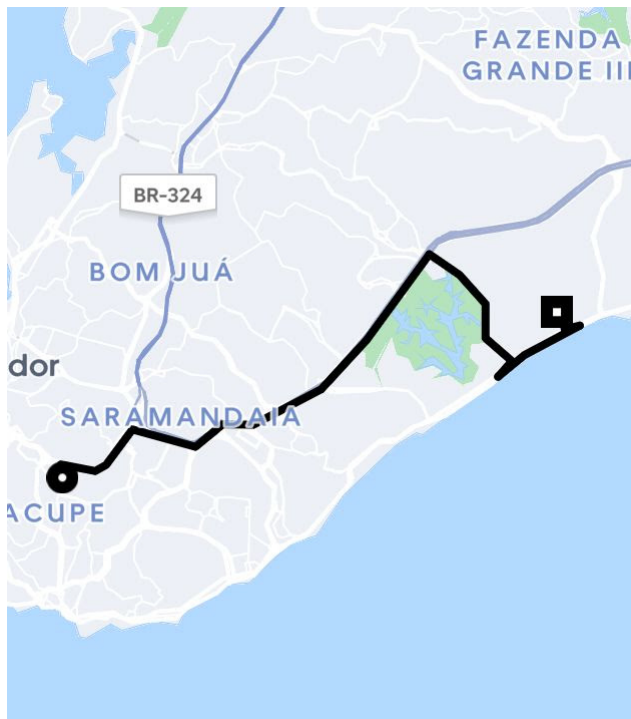 FAZENDA
GRANDE III
BR-324
BOM JUÁ
dor
SARAMANDAIA
ACUPE